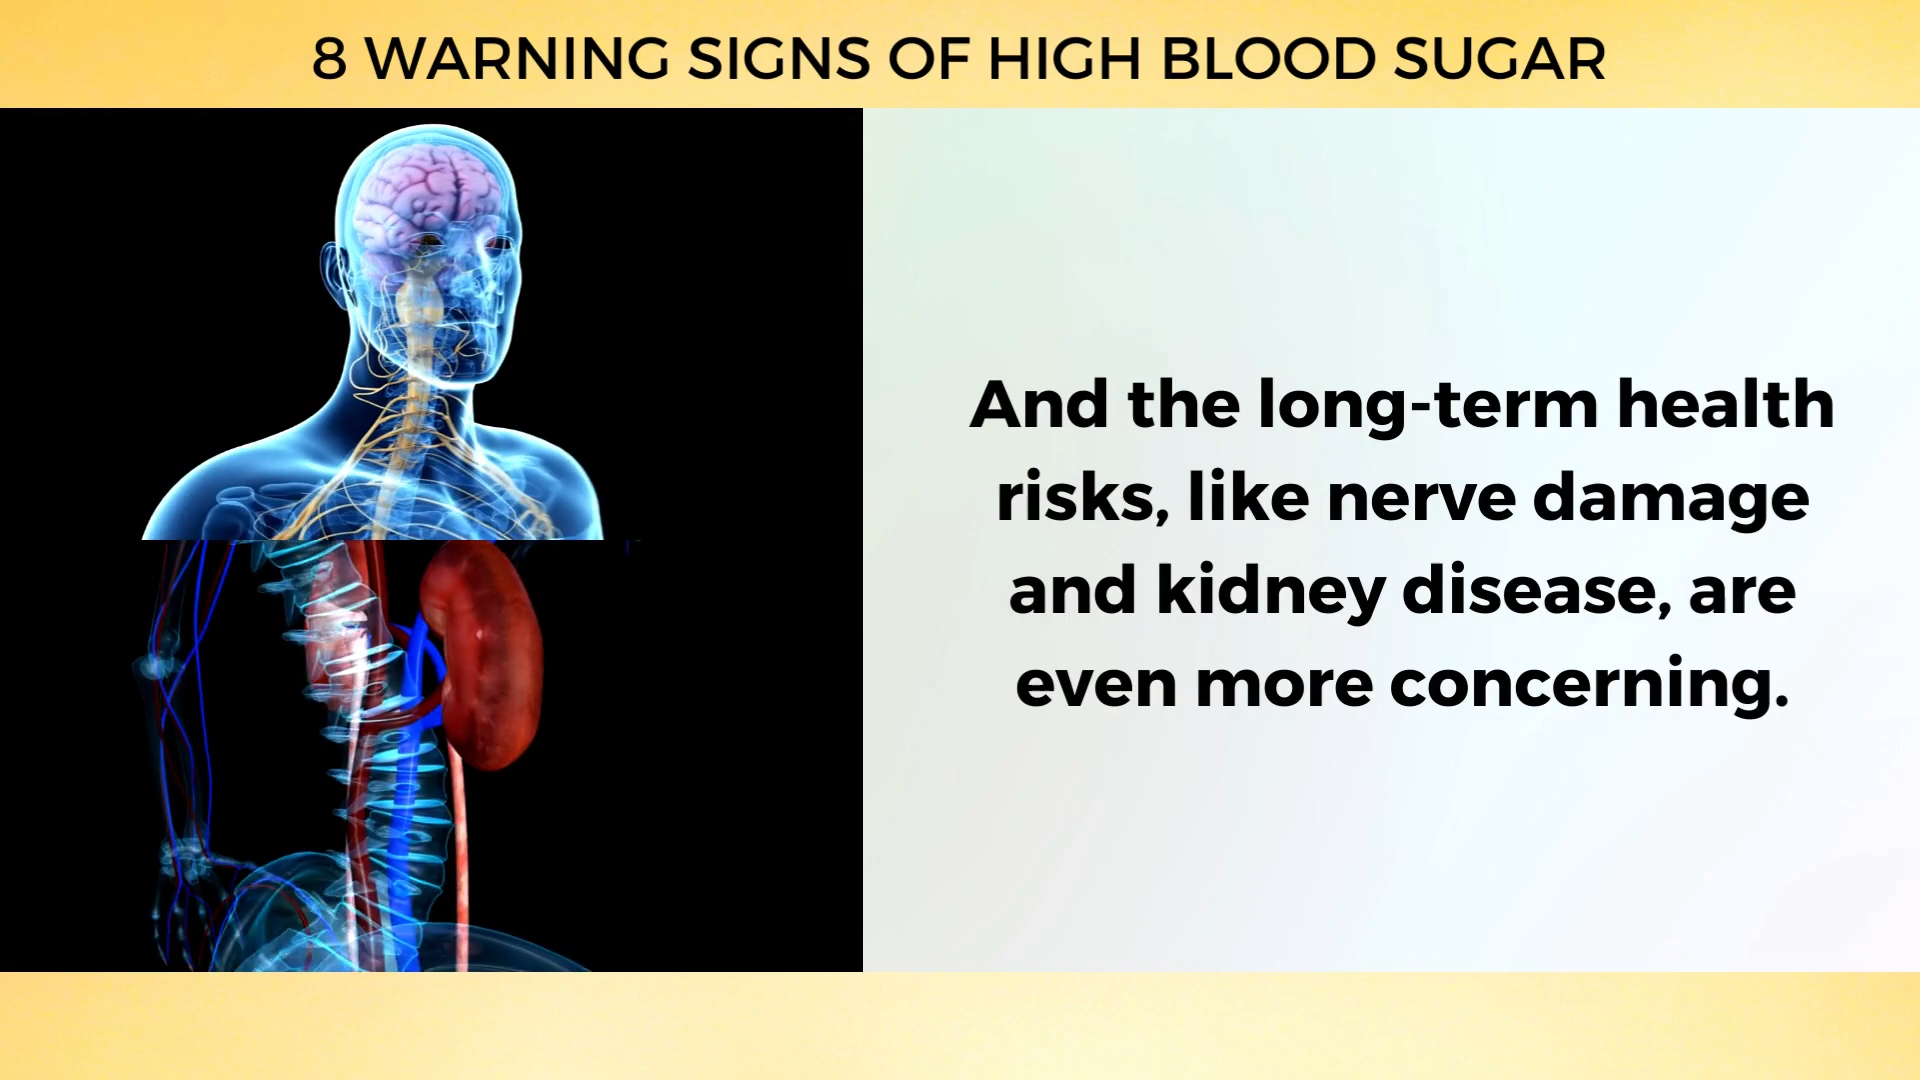 8 WARNING SIGNS OF HIGH BLOOD SUGAR
And the long-term health
risks, like nerve damage
and kidney disease, are
even more concerning.